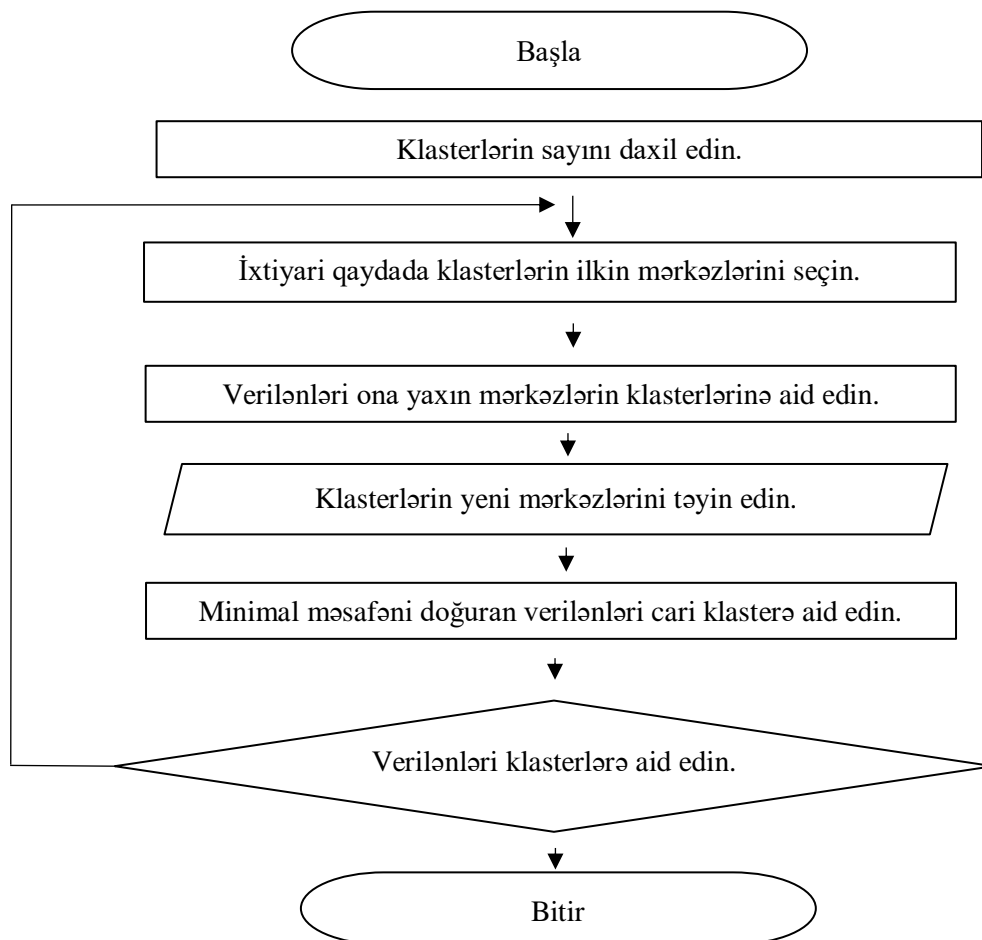 Başla
Klasterlərin sayını daxil edin.
İxtiyari qaydada klasterlərin ilkin mərkəzlərini seçin.
Verilənləri ona yaxın mərkəzlərin klasterlərinə aid edin.
Klasterlərin yeni mərkəzlərini təyin edin.
Minimal məsafəni doğuran verilənləri cari klasterə aid edin.
Verilənləri klasterlərə aid edin.
Bitir